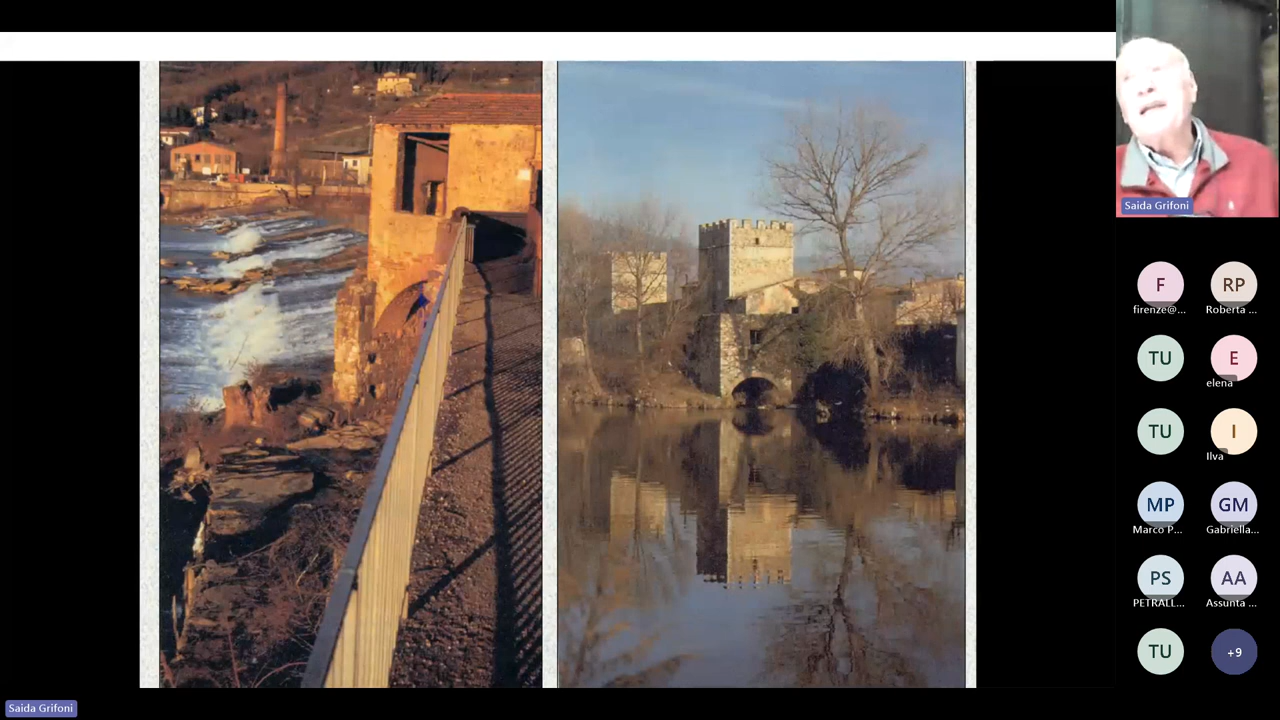 Saida Grifoni
F
RP
firenze@...
Roberta ...
TU
E
elena
TU
I
Ilva
MP
GM
Marco P...
Gabriella...
PS
AA
PETRALL...
Assunta ...
TU
+9
Saida Grifoni